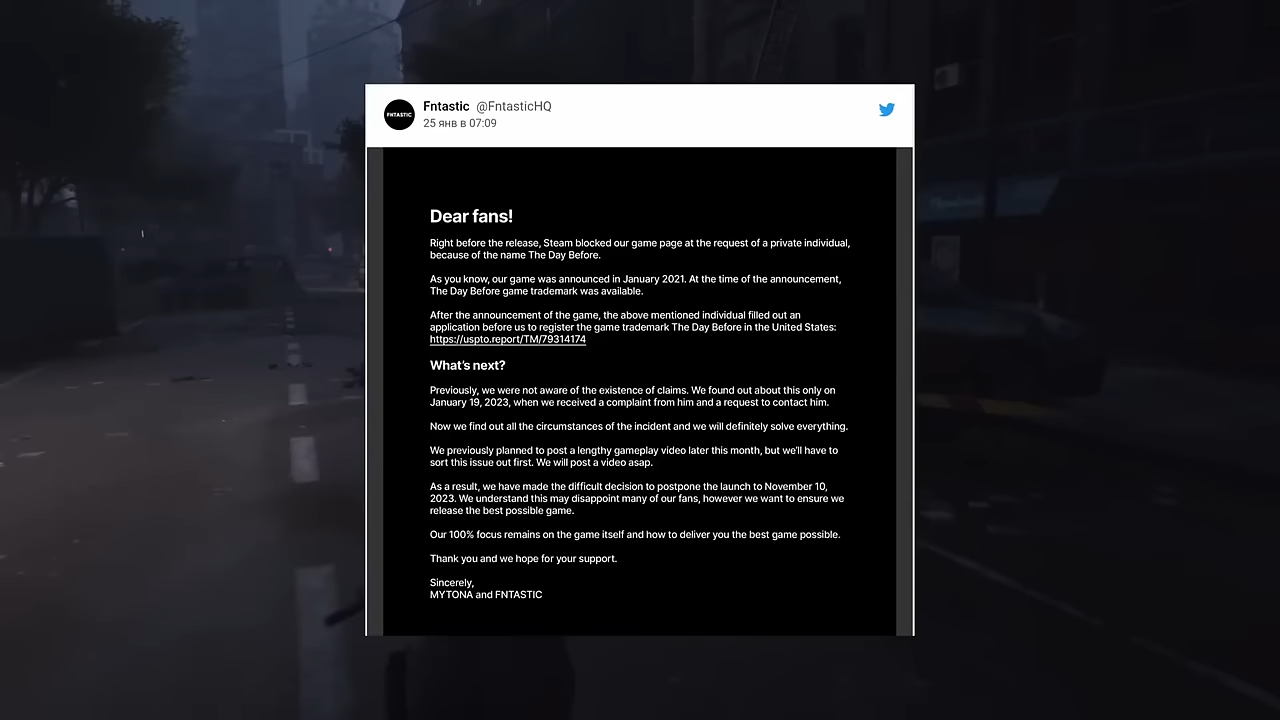 FNTASTIC
Fntastic @FntasticHQ
25 янв в 07:09
Dear fans!
Right before the release, Steam blocked our game page at the request of a private individual,
because of the name The Day Before.
As you know, our game was announced in January 2021. At the time of the announcement,
The Day Before game trademark was available.
After the announcement of the game, the above mentioned individual filled out an
application before us to register the game trademark The Day Before in the United States:
https://uspto.report/TM/79314174
What's next?
Previously, we were not aware of the existence of claims. We found out about this only on
January 19, 2023, when we received a complaint from him and a request to contact him.
Now we find out all the circumstances of the incident and we will definitely solve everything.
We previously planned to post a lengthy gameplay video later this month, but we'll have to
sort this issue out first. We will post a video asap.
As a result, we have made the difficult decision to postpone the launch to November 10,
2023. We understand this may disappoint many of our fans, however we want to ensure we
release the best possible game.
Our 100% focus remains on the game itself and how to deliver you the best game possible.
Thank you and we hope for your support.
Sincerely,
MYTONA and FNTASTIC